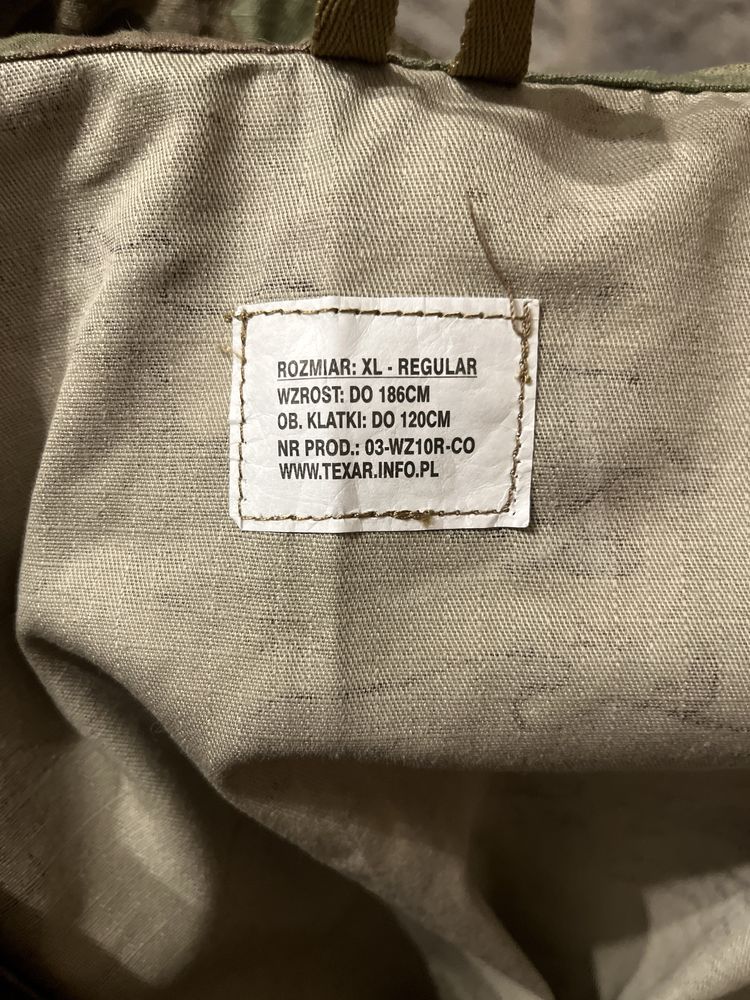 ROZMIAR: XL - REGULAR
WZROST: DO 186CM
OB. KLATKI: DO 120CM
NR PROD.: 03-WZ10R-CO
WWW.TEXAR.INFO.PL